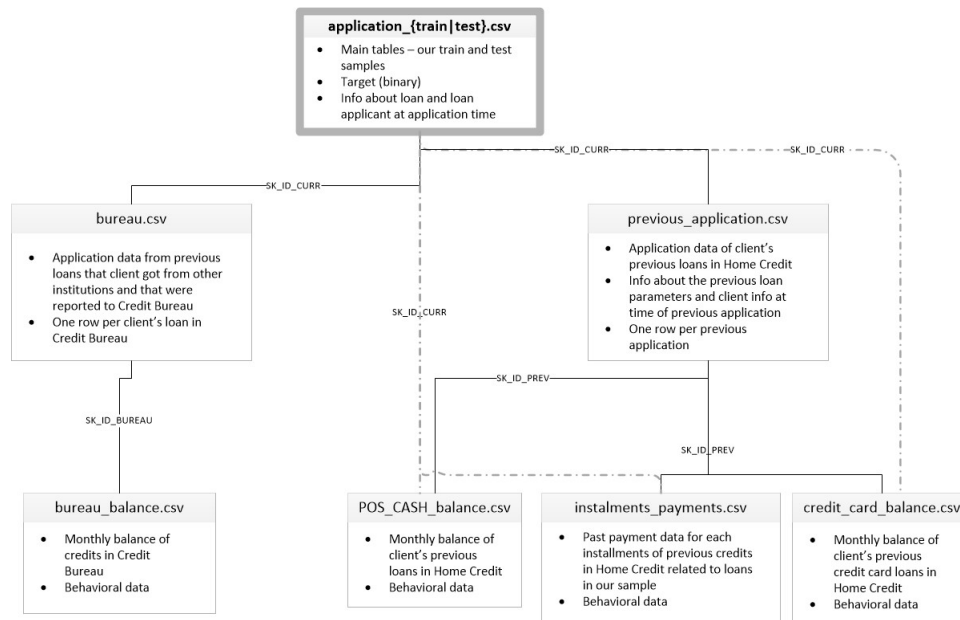 application_{train|test}.csv
• Main tables – our train and test
samples
• Target (binary)
• Info about loan and loan
applicant at application time
SK_ID_CURR
SK_ID_CURR
SK_ID_CURR
bureau.csv
• Application data from previous
loans that client got from other
institutions and that were
reported to Credit Bureau
• One row per client's loan in
Credit Bureau
previous_application.csv
• Application data of client's
previous loans in Home Credit
• Info about the previous loan
parameters and client info at
time of previous application
• One row per previous
application
SK_ID_CURR
SK_ID_PREV
SK_ID_BUREAU
SK_ID_PREV
bureau_balance.csv
• Monthly balance of
credits in Credit
Bureau
• Behavioral data
POS_CASH_balance.csv
• Monthly balance of
client's previous
loans in Home Credit
• Behavioral data
instalments_payments.csv
• Past payment data for each
installments of previous credits
in Home Credit related to loans
in our sample
• Behavioral data
credit_card_balance.csv
• Monthly balance of
client's previous
credit card loans in
Home Credit
• Behavioral data